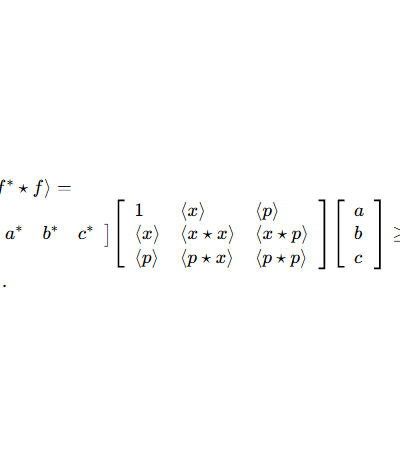 f* ⋆ f⟩ =
a* b* c* ] [ 1 ⟨x⟩ ⟨p⟩ ] [ a ] ≥
⟨x⟩ ⟨x ⋆ x⟩ ⟨x ⋆ p⟩ b
⟨p⟩ ⟨p ⋆ x⟩ ⟨p ⋆ p⟩ c
.